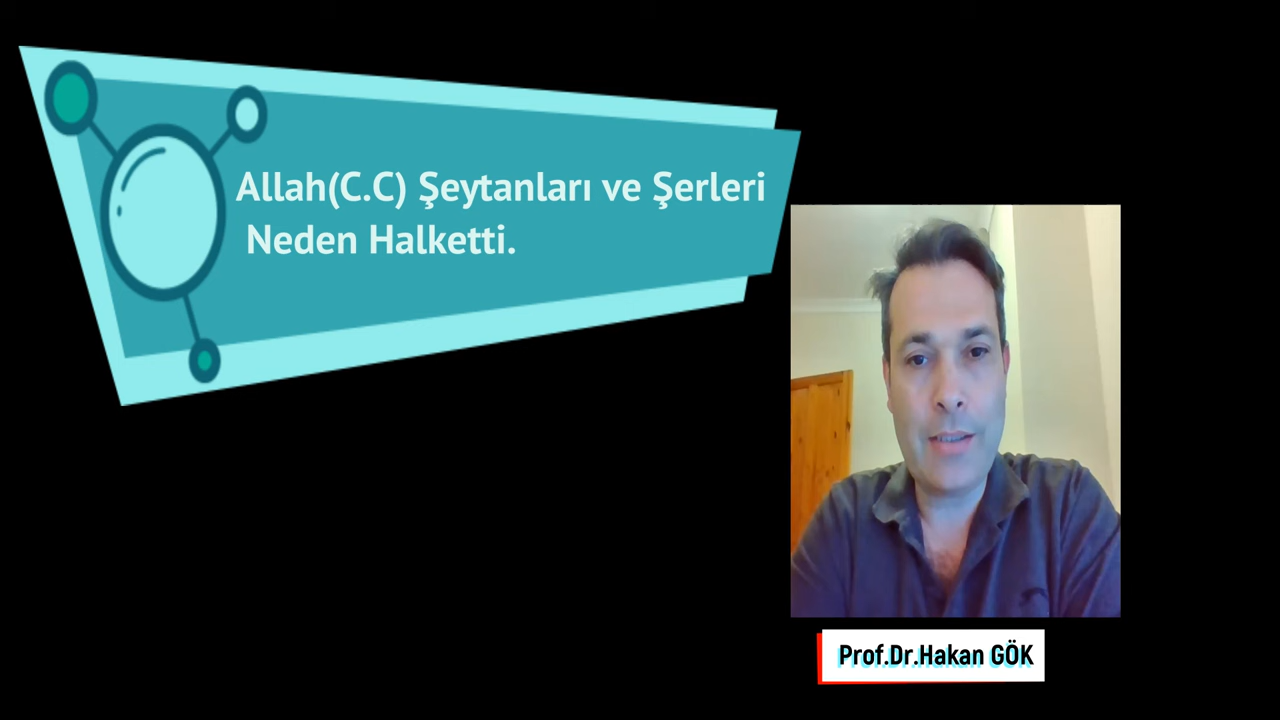 Allah(C.C) Şeytanları ve Şerleri
Neden Halketti.
Prof.Dr.Hakan GÖK